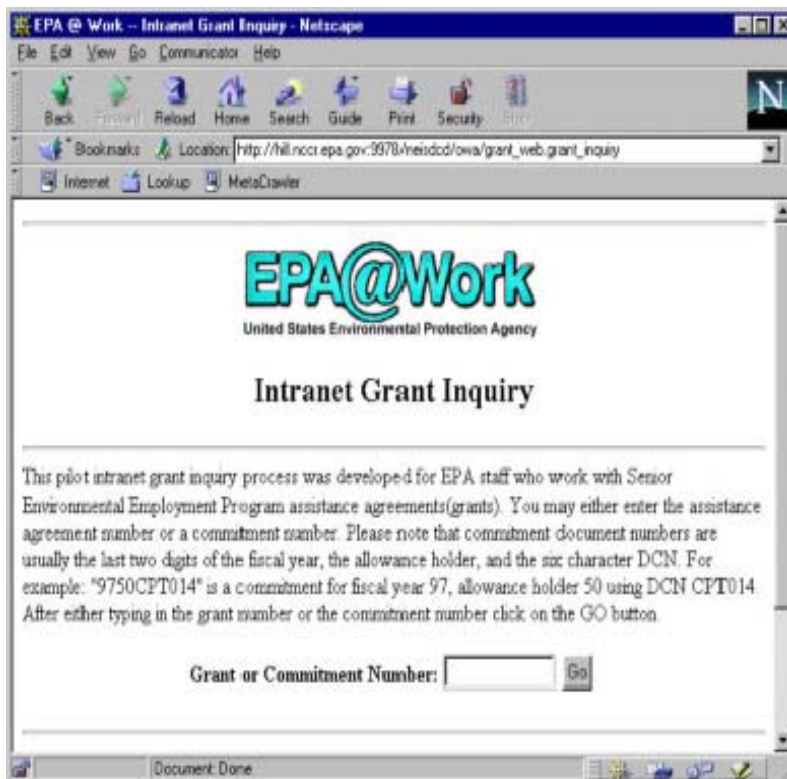 EPA @ Work -- Intranet Grant Inquiry - Netscape
File Edit View Go Communicator Help
Back Forward Reload Home Search Guide Print Security Stop
N
Bookmarks Location: http://hill.nccr.epa.gov:9978/neisdcd/owa/grant_web.grant_inquiry
Internet Lookup MetaCrawler
EPA@Work
United States Environmental Protection Agency
Intranet Grant Inquiry
This pilot intranet grant inquiry process was developed for EPA staff who work with Senior
Environmental Employment Program assistance agreements(grants). You may either enter the assistance
agreement number or a commitment number. Please note that commitment document numbers are
usually the last two digits of the fiscal year, the allowance holder, and the six character DCN. For
example: "9750CPT014" is a commitment for fiscal year 97, allowance holder 50 using DCN CPT014.
After either typing in the grant number or the commitment number click on the GO button.
Grant or Commitment Number: Go
Document: Done